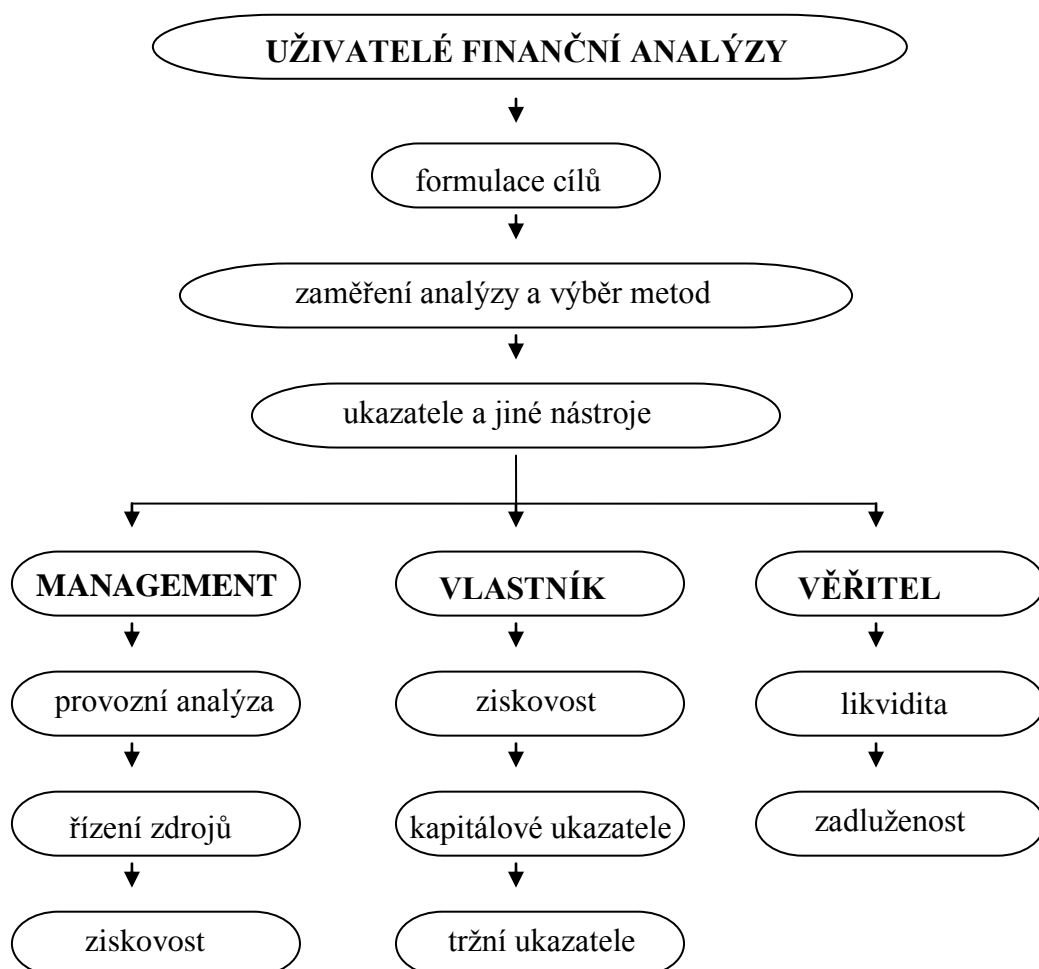 UŽIVATELÉ FINANČNÍ ANALÝZY
formulace cílů
zaměření analýzy a výběr metod
ukazatele a jiné nástroje
MANAGEMENT
VLASTNÍK
VĚŘITEL
provozní analýza
ziskovost
likvidita
řízení zdrojů
kapitálové ukazatele
zadluženost
ziskovost
tržní ukazatele